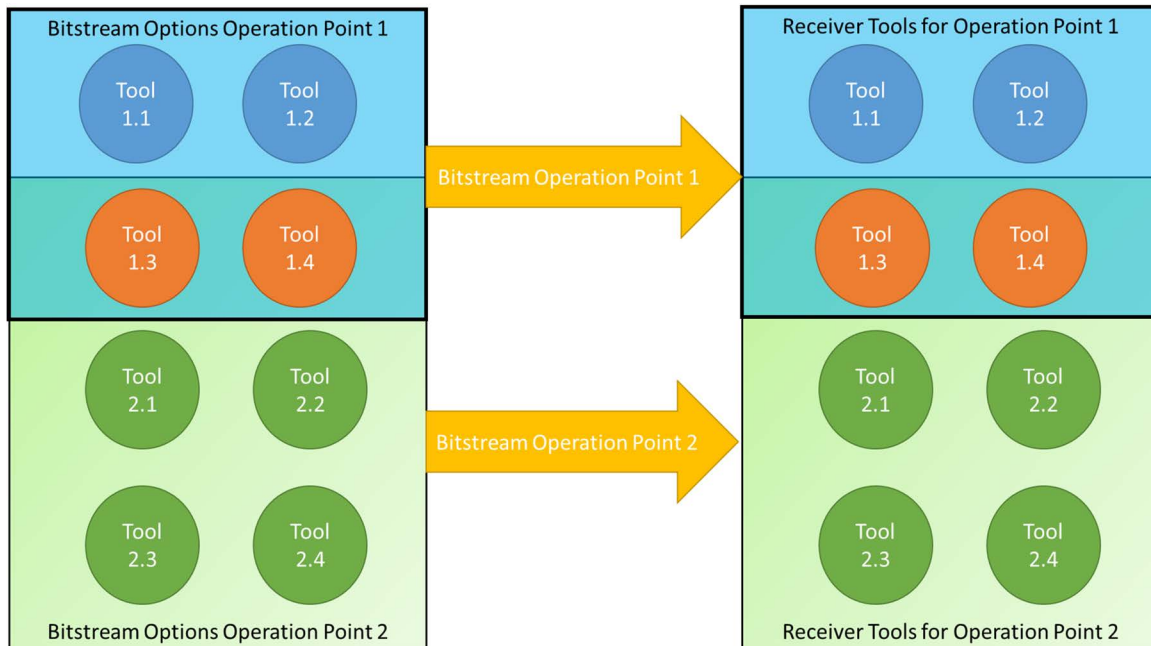 Bitstream Options Operation Point 1
Tool
1.1
Tool
1.2
Tool
1.3
Tool
1.4
Tool
2.1
Tool
2.2
Tool
2.3
Tool
2.4
Bitstream Options Operation Point 2
Bitstream Operation Point 1
Bitstream Operation Point 2
Receiver Tools for Operation Point 1
Tool
1.1
Tool
1.2
Tool
1.3
Tool
1.4
Tool
2.1
Tool
2.2
Tool
2.3
Tool
2.4
Receiver Tools for Operation Point 2